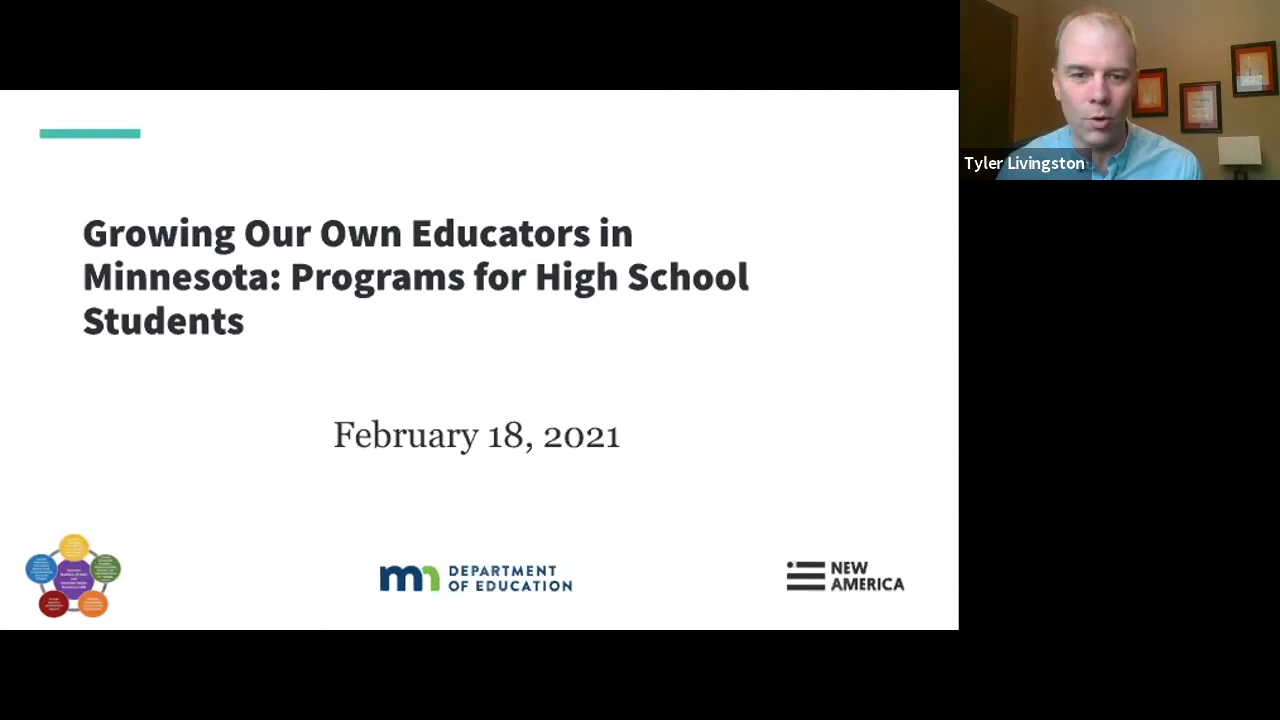 Growing Our Own Educators in
Minnesota: Programs for High School
Students
February 18, 2021
mn DEPARTMENT
OF EDUCATION
NEW
AMERICA
Tyler Livingston